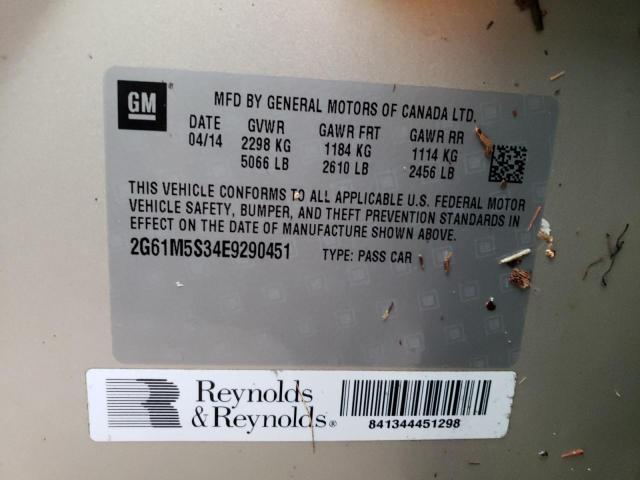 GM
MFD BY GENERAL MOTORS OF CANADA LTD.
DATE GVWR GAWR FRT GAWR RR
04/14 2298 KG 1184 KG 1114 KG
5066 LB 2610 LB 2456 LB
THIS VEHICLE CONFORMS TO ALL APPLICABLE U.S. FEDERAL MOTOR
VEHICLE SAFETY, BUMPER, AND THEFT PREVENTION STANDARDS IN
EFFECT ON THE DATE OF MANUFACTURE SHOWN ABOVE.
2G61M5S34E9290451 TYPE: PASS CAR
Reynolds
& Reynolds®
841344451298